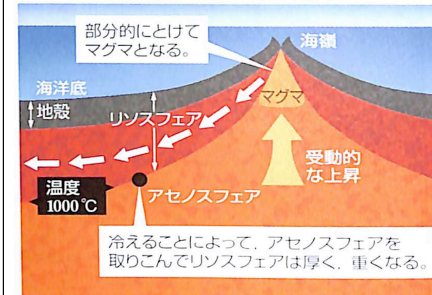 部分的にとけて
マグマとなる。
海嶺
海洋底
地殻
リソスフェア
マグマ
受動的
な上昇
温度
1000℃
アセノスフェア
冷えることによって，アセノスフェアを
取りこんでリソスフェアは厚く，重くなる。